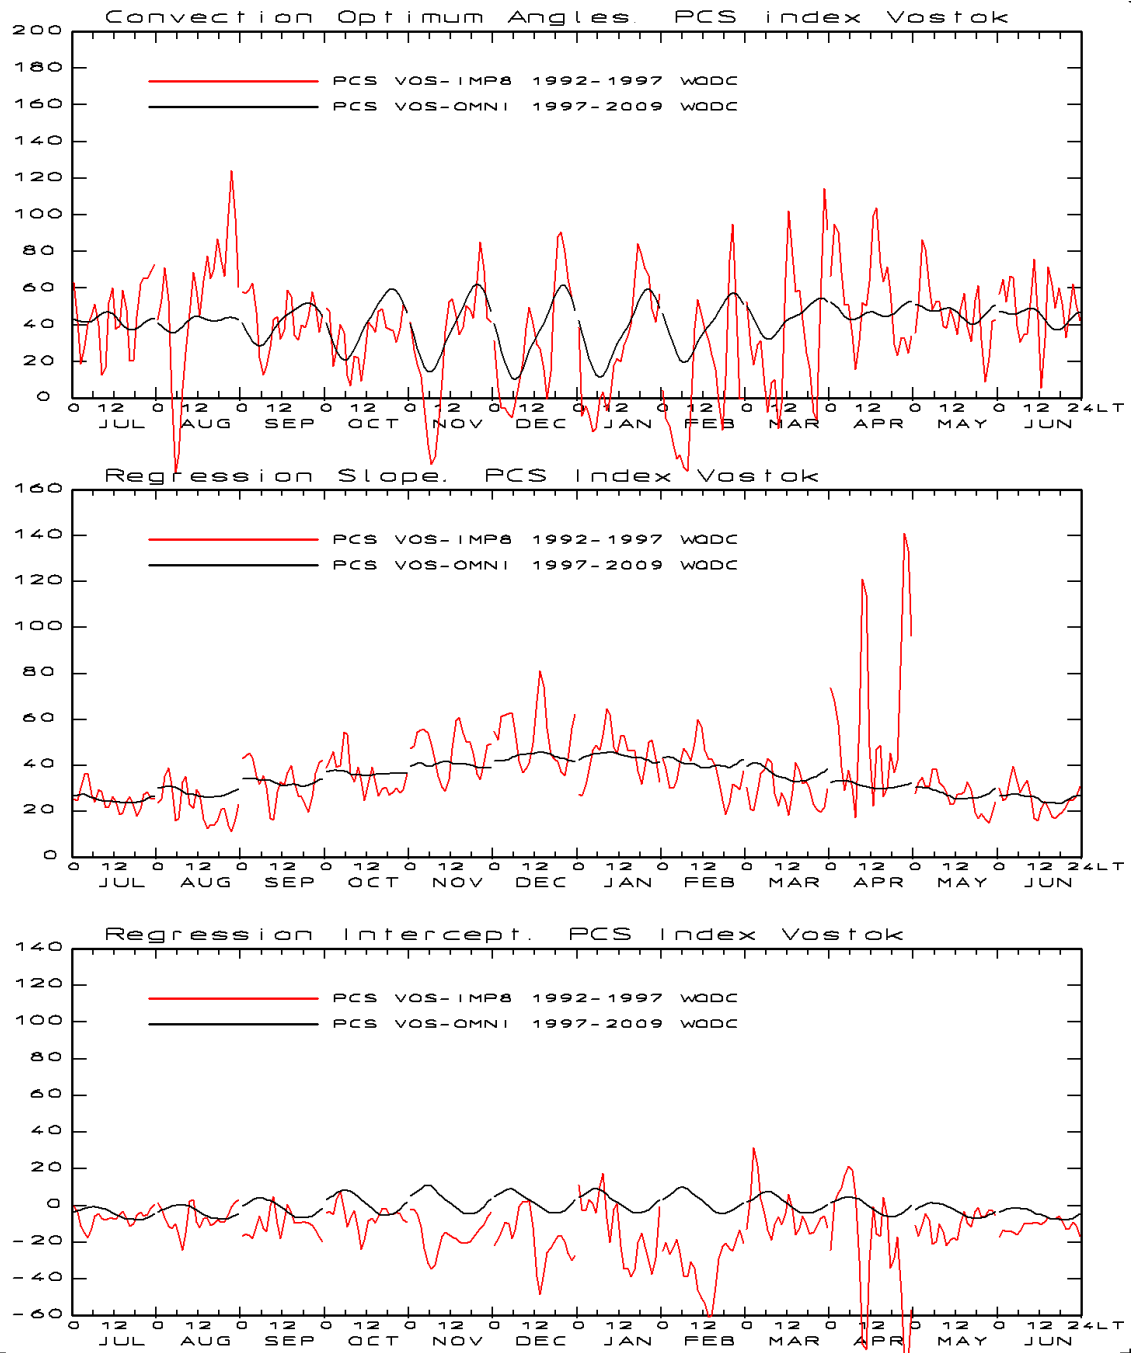 Convection Optimum Angles. PCS index Vostok
200
180
160
140
120
100
80
60
40
20
0
PCS VOS-IMP8 1992-1997 WQDC
PCS VOS-OMNI 1997-2009 WQDC
0 12 0 12 0 12 0 12 0 12 0 12 0 12 0 12 0 12 0 12 0 12 0 12 24LT
JUL AUG SEP OCT NOV DEC JAN FEB MAR APR MAY JUN
Regression Slope. PCS Index Vostok
160
140
120
100
80
60
40
20
0
PCS VOS-IMP8 1992-1997 WQDC
PCS VOS-OMNI 1997-2009 WQDC
0 12 0 12 0 12 0 12 0 12 0 12 0 12 0 12 0 12 0 12 0 12 0 12 24LT
JUL AUG SEP OCT NOV DEC JAN FEB MAR APR MAY JUN
Regression Intercept. PCS Index Vostok
140
120
100
80
60
40
20
0
-20
-40
-60
PCS VOS-IMP8 1992-1997 WQDC
PCS VOS-OMNI 1997-2009 WQDC
0 12 0 12 0 12 0 12 0 12 0 12 0 12 0 12 0 12 0 12 0 12 0 12 24LT
JUL AUG SEP OCT NOV DEC JAN FEB MAR APR MAY JUN